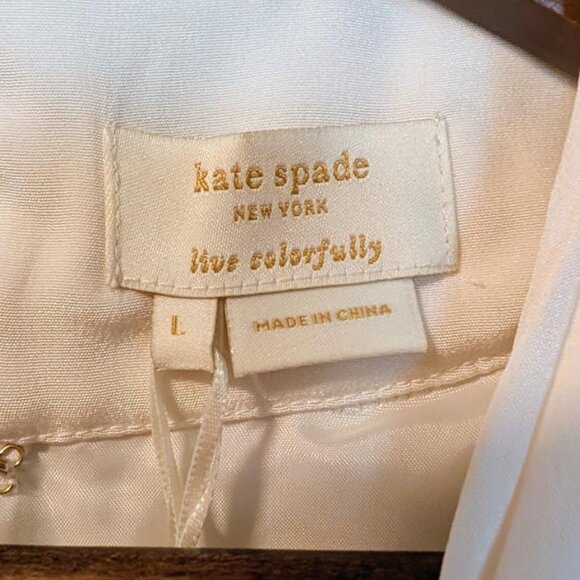 kate spade
NEW YORK
live colorfully
L
MADE IN CHINA